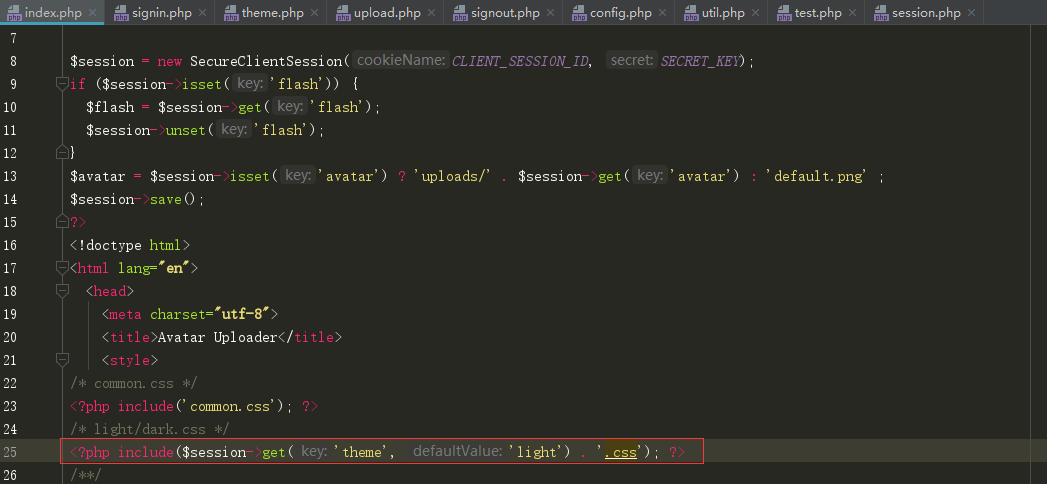 index.php signin.php theme.php upload.php signout.php config.php util.php test.php session.php
7
8 $session = new SecureClientSession( cookieName: CLIENT_SESSION_ID, secret: SECRET_KEY);
9 if ($session->isset( key: 'flash')) {
10 $flash = $session->get( key: 'flash');
11 $session->unset( key: 'flash');
12 }
13 $avatar = $session->isset( key: 'avatar') ? 'uploads/' . $session->get( key: 'avatar') : 'default.png' ;
14 $session->save();
15 ?>
16 <!doctype html>
17 <html lang="en">
18 <head>
19 <meta charset="utf-8">
20 <title>Avatar Uploader</title>
21 <style>
22 /* common.css */
23 <?php include('common.css'); ?>
24 /* light/dark.css */
25 <?php include($session->get( key: 'theme', defaultValue: 'light') . '.css'); ?>
26 /**/